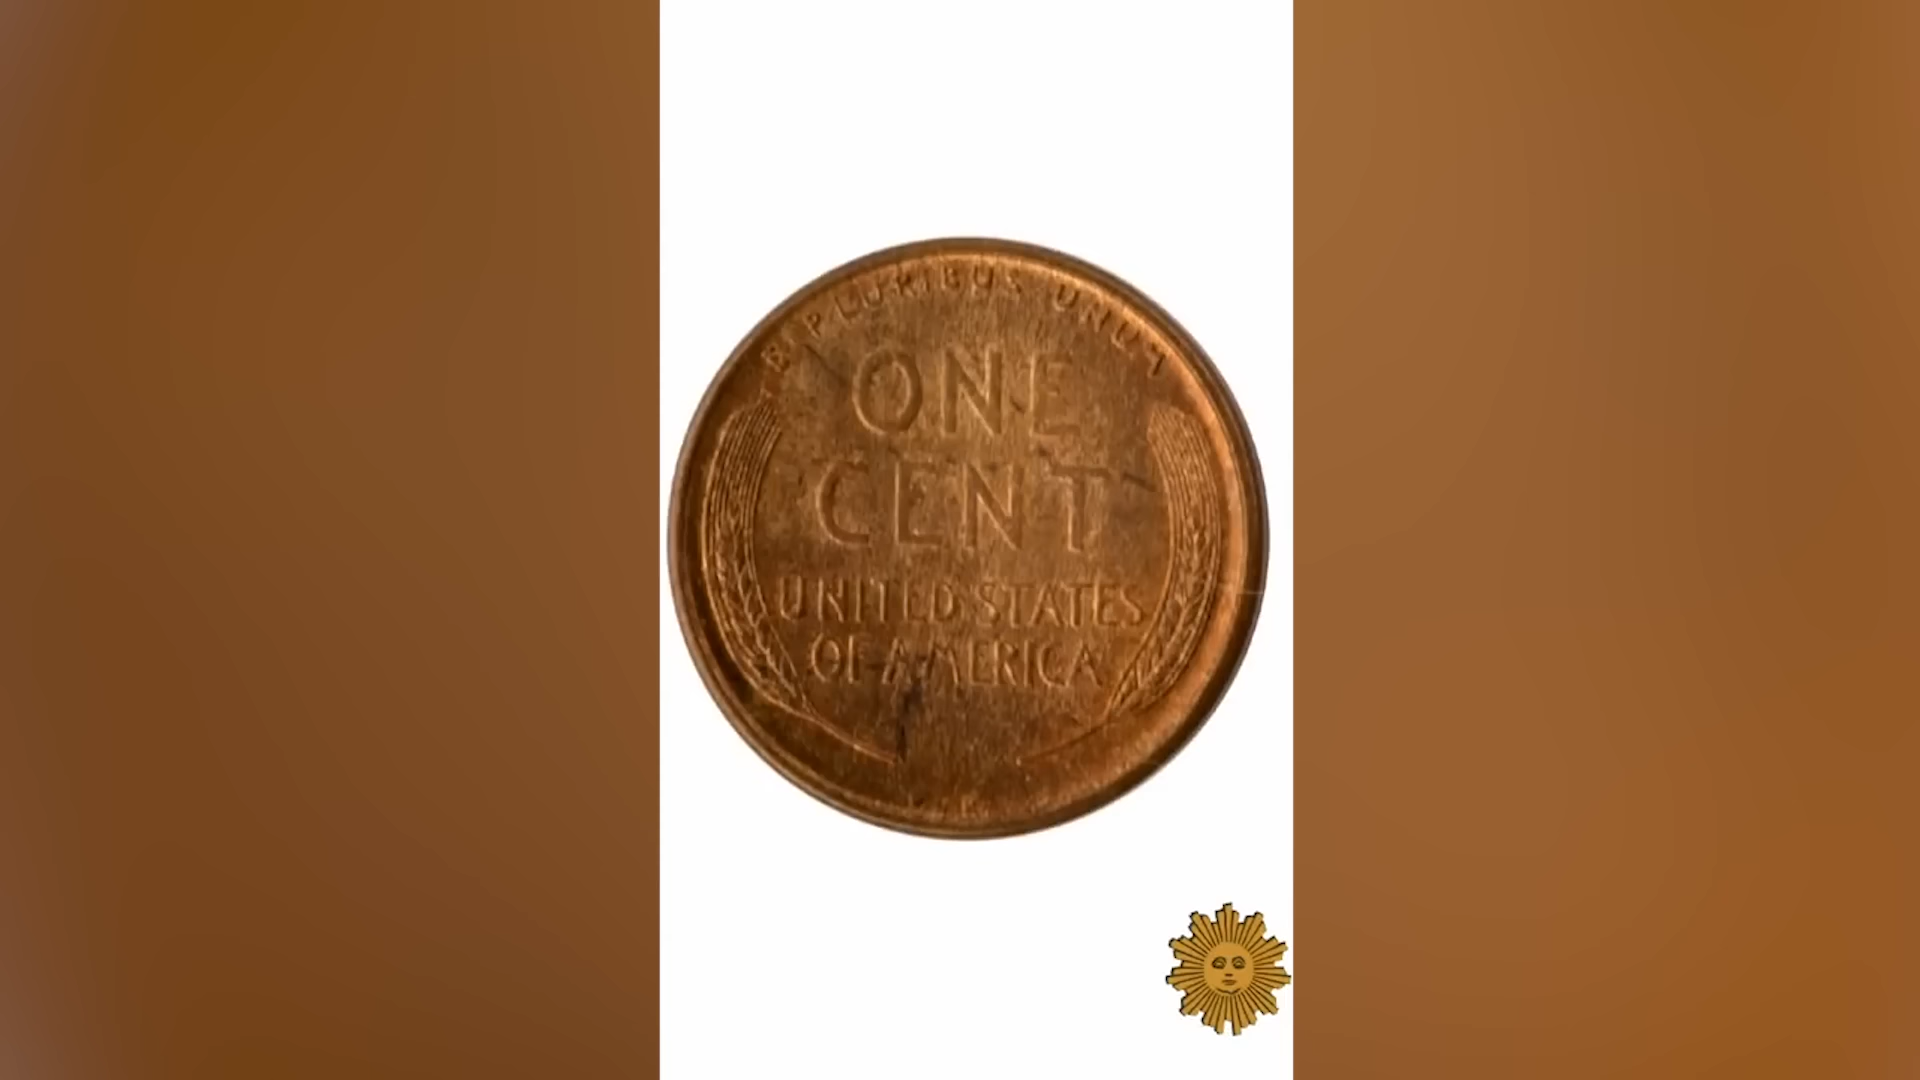 E PLURIBUS UNUM
ONE
CENT
UNITED STATES
OF AMERICA